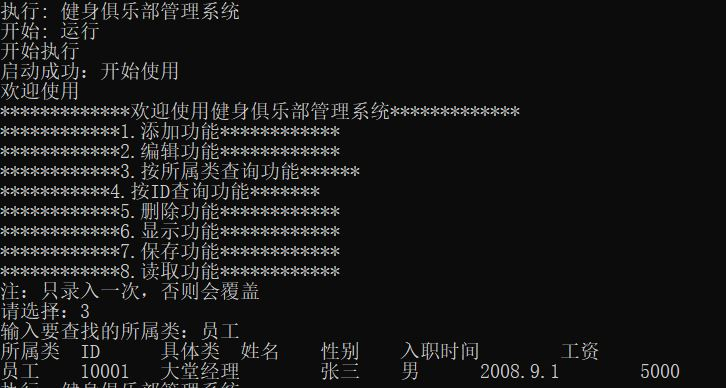 执行: 健身俱乐部管理系统
开始: 运行
开始执行
启动成功: 开始使用
欢迎使用
*************欢迎使用健身俱乐部管理系统*************
************1.添加功能************
************2.编辑功能************
************3.按所属类查询功能******
***********4.按ID查询功能*******
************5.删除功能************
************6.显示功能************
************7.保存功能************
************8.读取功能************
注: 只录入一次，否则会覆盖
请选择: 3
输入要查找的所属类: 员工
所属类 ID 具体类 姓名 性别 入职时间 工资
员工 10001 大堂经理 张三 男 2008.9.1 5000
执行: 健身俱乐部管理系统